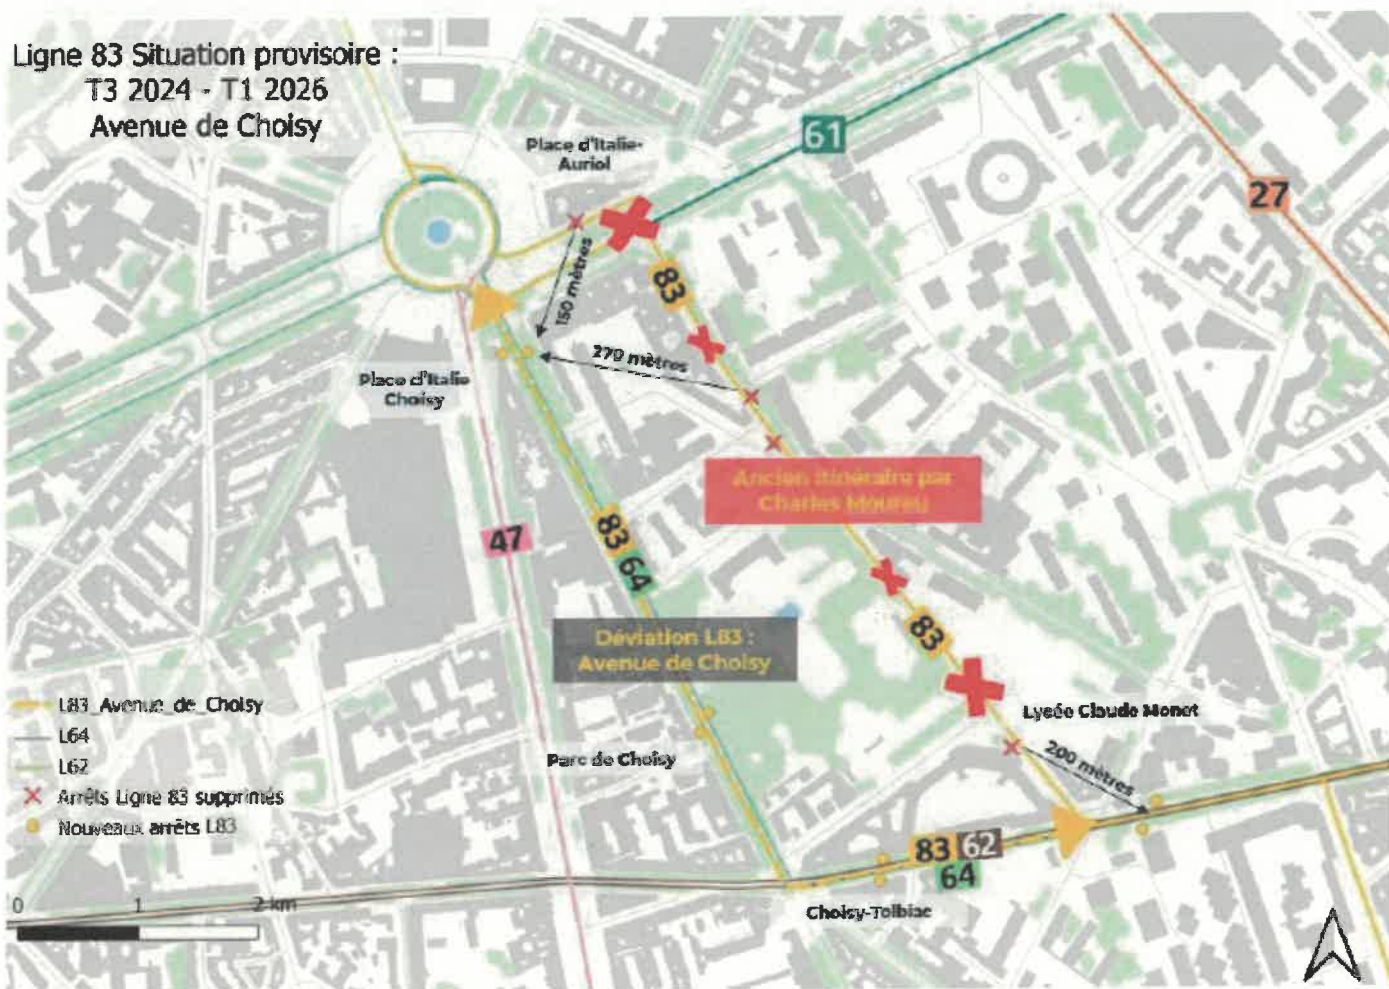 Ligne 83 Situation provisoire :
T3 2024 - T1 2026
Avenue de Choisy
Place d'Italie-
Auriol
61
27
83
150 mètres
270 mètres
Place d'Italie
Choisy
Ancien itinéraire par
Charles Moureu
47
83 64
83
Déviation L83 :
Avenue de Choisy
L83_Avenue_de_Choisy
L64
L62
Arrêts Ligne 83 supprimés
Nouveaux arrêts L83
Parc de Choisy
Lycée Claude Monet
200 mètres
83 62
64
Choisy-Tolbiac
0 1 2 km